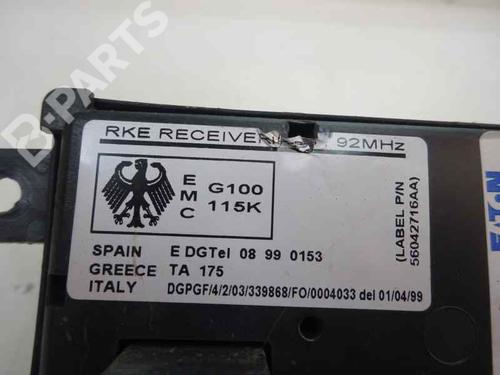 B-PARTS
RKE RECEIVER 92MHz
EMC
G100
115K
SPAIN E DGTel 08 99 0153
GREECE TA 175
ITALY DGPGF/4/2/03/339868/FO/0004033 del 01/04/99
(LABEL P/N
56042716AA)